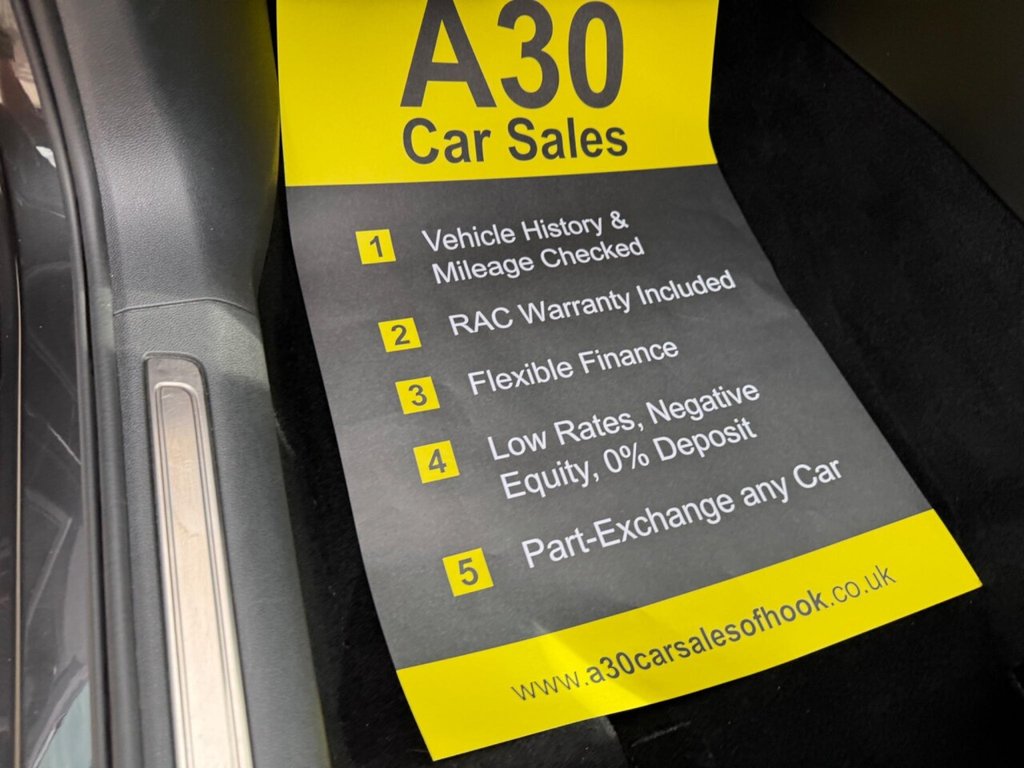 A30
Car Sales
1 Vehicle History &
Mileage Checked
2 RAC Warranty Included
3 Flexible Finance
4 Low Rates, Negative
Equity, 0% Deposit
5 Part-Exchange any Car
www.a30carsalesofhook.co.uk